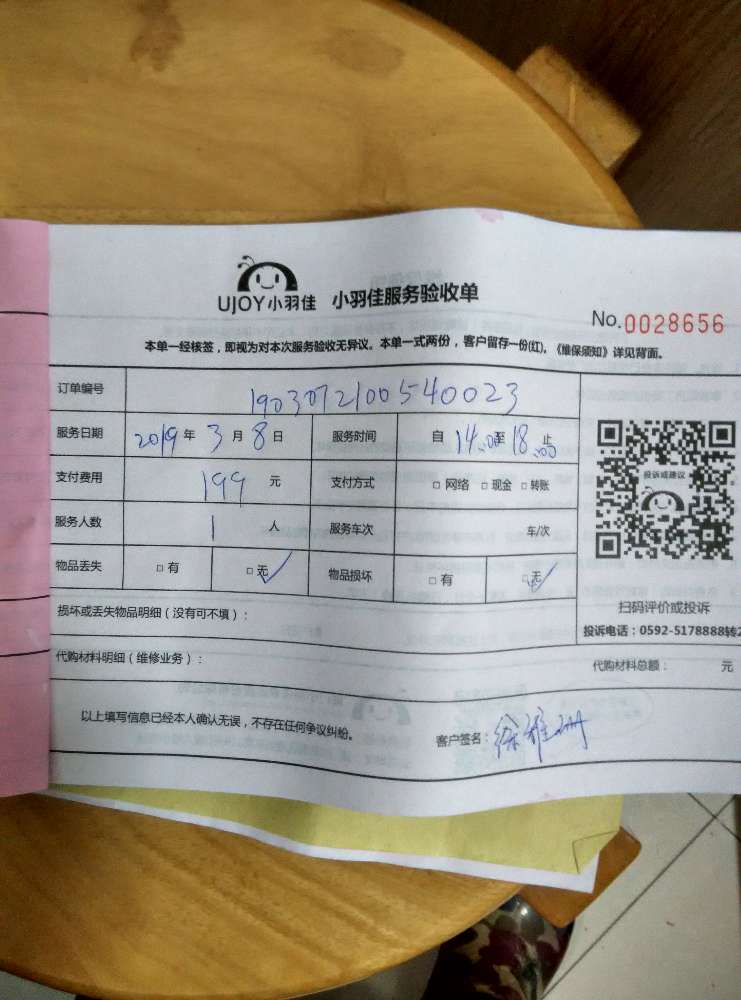 UJOY小羽佳 小羽佳服务验收单
No.0028656
本单一经核签，即视为对本次服务验收无异议。本单一式两份，客户留存一份(红)。《维保须知》详见背面。
订单编号 1903072100540023
服务日期 2019年 3月 8日 服务时间 自 14:00至18:00止
支付费用 199 元 支付方式 □网络 □现金 □转账
服务人数 1 人 服务车次 车/次
物品丢失 □有 □无✓ 物品损坏 □有 □无✓
投诉或建议
扫码评价或投诉
投诉电话：0592-5178888转2
损坏或丢失物品明细（没有可不填）：
代购材料明细（维修业务）： 代购材料总额： 元
以上填写信息已经本人确认无误，不存在任何争议纠纷。 客户签名：徐雅珊